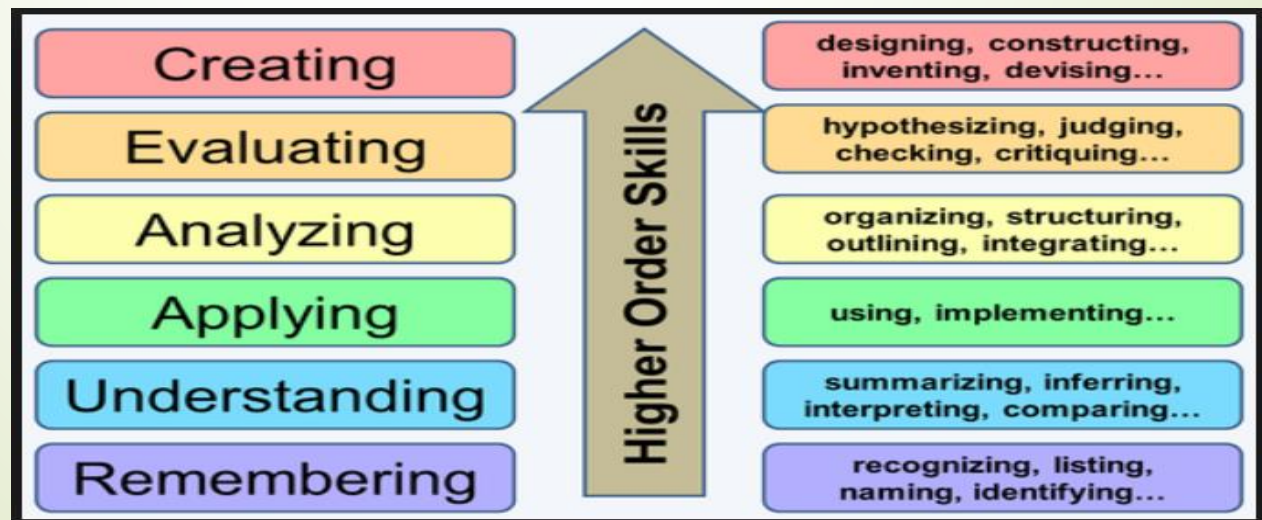 Creating
designing, constructing,
inventing, devising...
Evaluating
hypothesizing, judging,
checking, critiquing...
Analyzing
organizing, structuring,
outlining, integrating...
Applying
using, implementing...
Understanding
summarizing, inferring,
interpreting, comparing...
Remembering
recognizing, listing,
naming, identifying...
Higher Order Skills